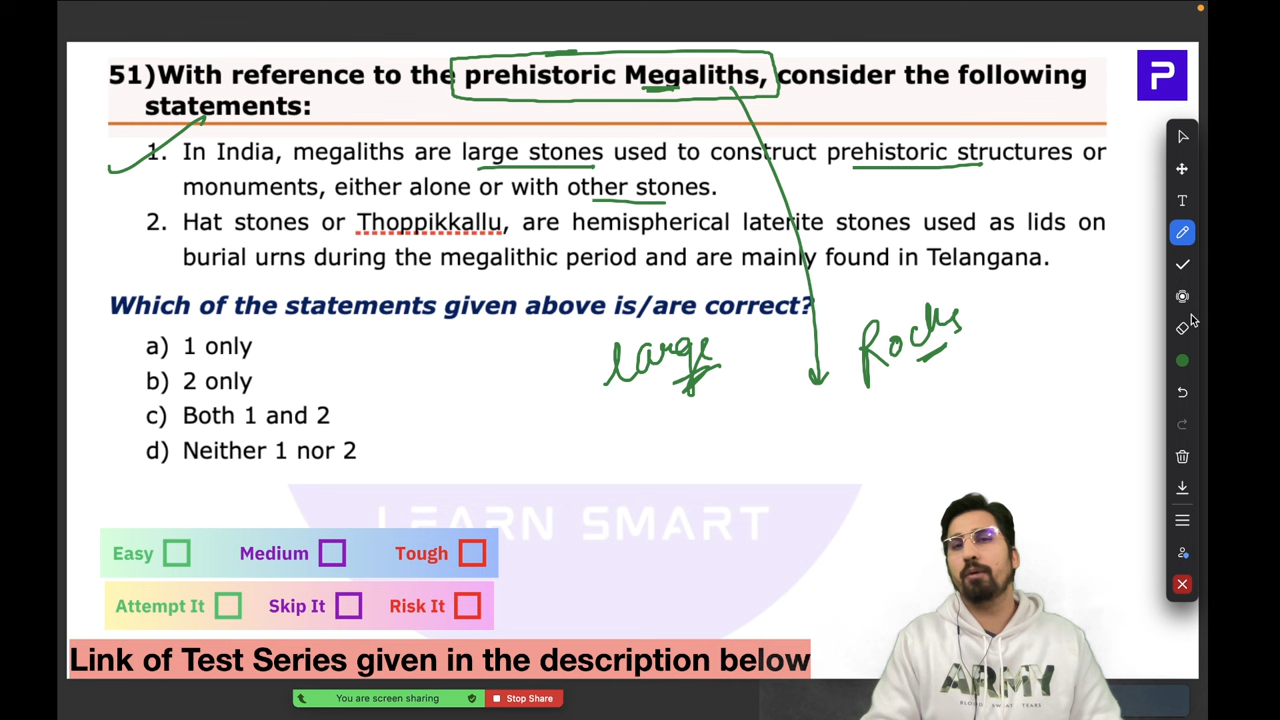 51)With reference to the prehistoric Megaliths, consider the following
statements:
1. In India, megaliths are large stones used to construct prehistoric structures or
monuments, either alone or with other stones.
2. Hat stones or Thoppikkallu, are hemispherical laterite stones used as lids on
burial urns during the megalithic period and are mainly found in Telangana.
Which of the statements given above is/are correct?
large Rocks
a) 1 only
b) 2 only
c) Both 1 and 2
d) Neither 1 nor 2
LEARN SMART
Easy Medium Tough
Attempt It Skip It Risk It
Link of Test Series given in the description below
You are screen sharing Stop Share
P
T
ARMY